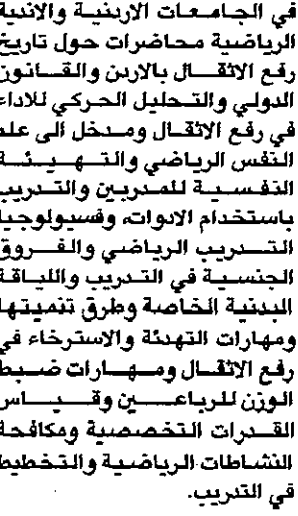 في الجامعات الاردنية والاندية
الرياضية محاضرات حول تاريخ
رفع الاثقال بالاردن والقانون
الدولي والتحليل الحركي للاداء
في رفع الاثقال ومدخل الى علم
النفس الرياضي والتهيئة
النفسية للمدربين والتدريب
باستخدام الادوات، وفسيولوجيا
التدريب الرياضي والفروق
الجنسية في التدريب واللياقة
البدنية الخاصة وطرق تنميتها
ومهارات التهدئة والاسترخاء في
رفع الاثقال ومهارات ضبط
الوزن للرباعين وقياس
القدرات التخصصية ومكافحة
النشاطات الرياضية والتخطيط
في التدريب.